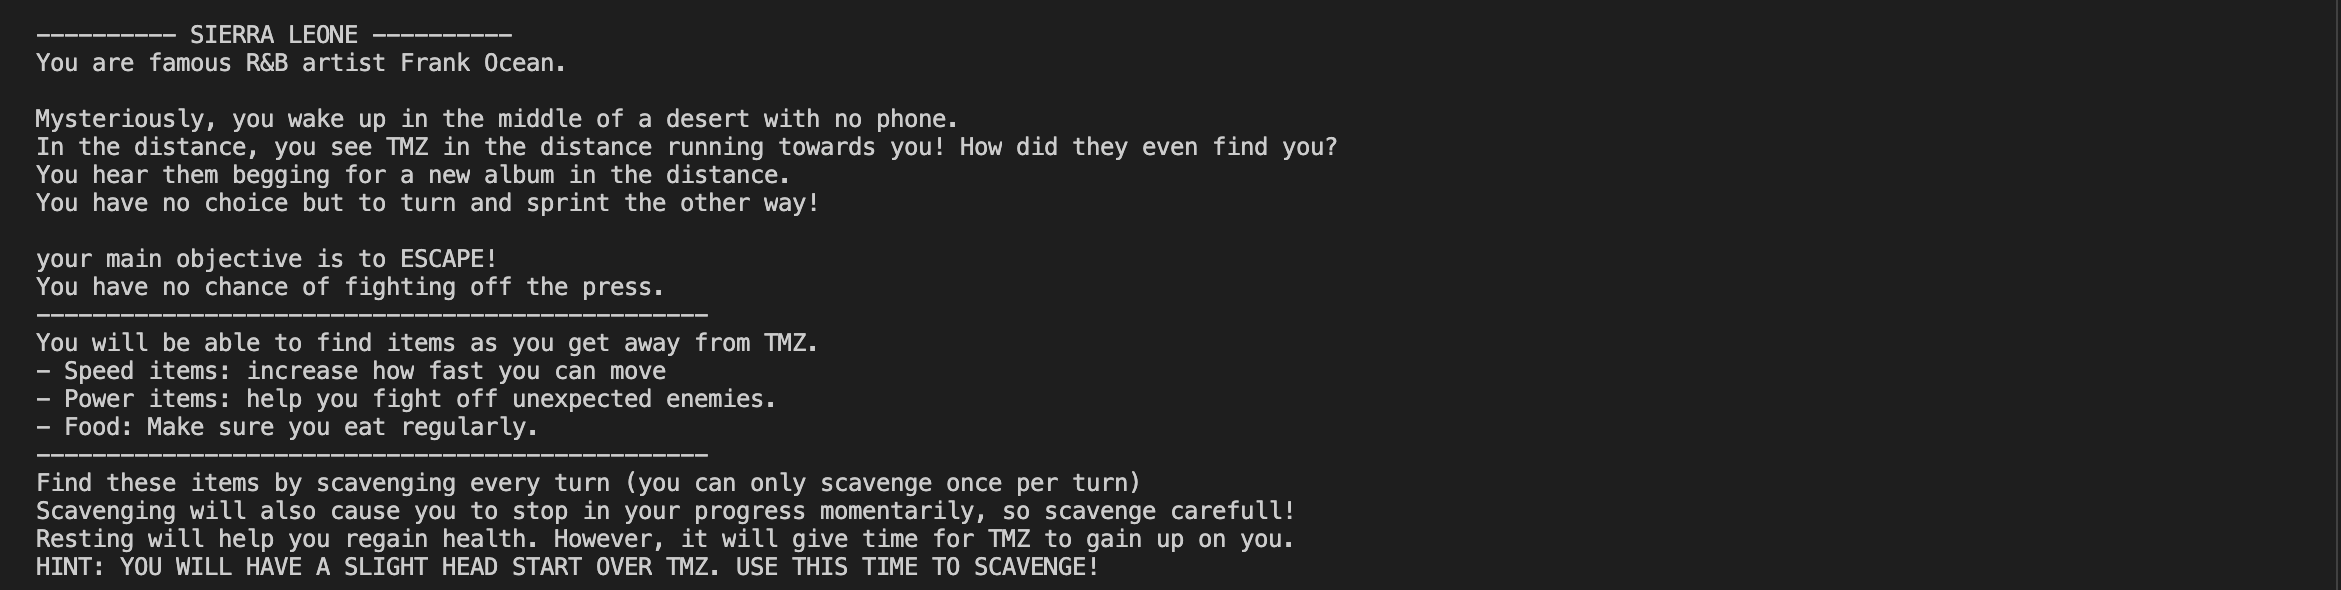 ---------- SIERRA LEONE ----------
You are famous R&B artist Frank Ocean.
Mysteriously, you wake up in the middle of a desert with no phone.
In the distance, you see TMZ in the distance running towards you! How did they even find you?
You hear them begging for a new album in the distance.
You have no choice but to turn and sprint the other way!
your main objective is to ESCAPE!
You have no chance of fighting off the press.
------------------------------------------------
You will be able to find items as you get away from TMZ.
- Speed items: increase how fast you can move
- Power items: help you fight off unexpected enemies.
- Food: Make sure you eat regularly.
------------------------------------------------
Find these items by scavenging every turn (you can only scavenge once per turn)
Scavenging will also cause you to stop in your progress momentarily, so scavenge carefull!
Resting will help you regain health. However, it will give time for TMZ to gain up on you.
HINT: YOU WILL HAVE A SLIGHT HEAD START OVER TMZ. USE THIS TIME TO SCAVENGE!